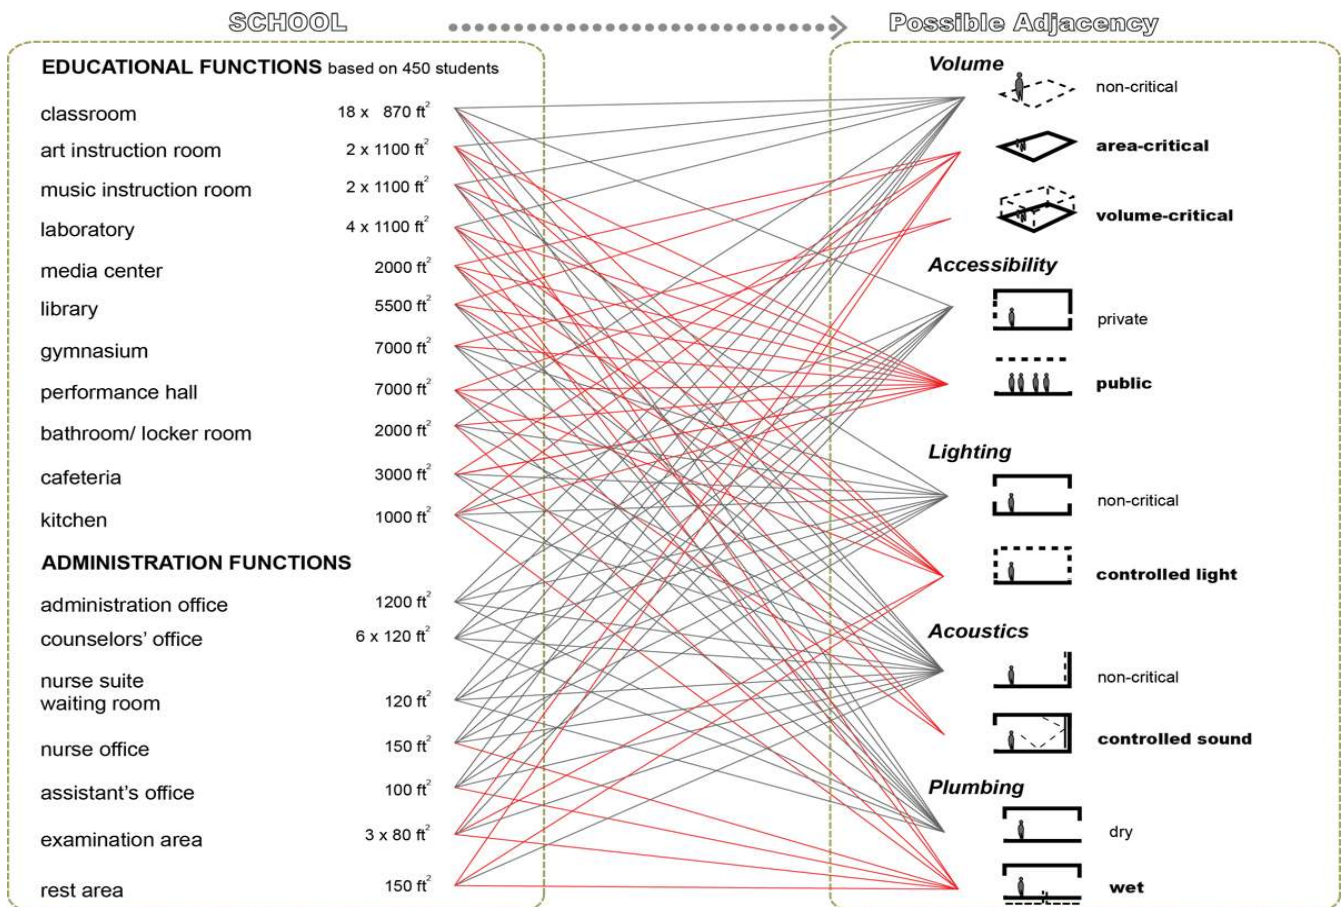 SCHOOL
Possible Adjacency
EDUCATIONAL FUNCTIONS based on 450 students
classroom 18 x 870 ft²
art instruction room 2 x 1100 ft²
music instruction room 2 x 1100 ft²
laboratory 4 x 1100 ft²
media center 2000 ft²
library 5500 ft²
gymnasium 7000 ft²
performance hall 7000 ft²
bathroom/ locker room 2000 ft²
cafeteria 3000 ft²
kitchen 1000 ft²
ADMINISTRATION FUNCTIONS
administration office 1200 ft²
counselors' office 6 x 120 ft²
nurse suite
waiting room 120 ft²
nurse office 150 ft²
assistant's office 100 ft²
examination area 3 x 80 ft²
rest area 150 ft²
Volume
non-critical
area-critical
volume-critical
Accessibility
private
public
Lighting
non-critical
controlled light
Acoustics
non-critical
controlled sound
Plumbing
dry
wet